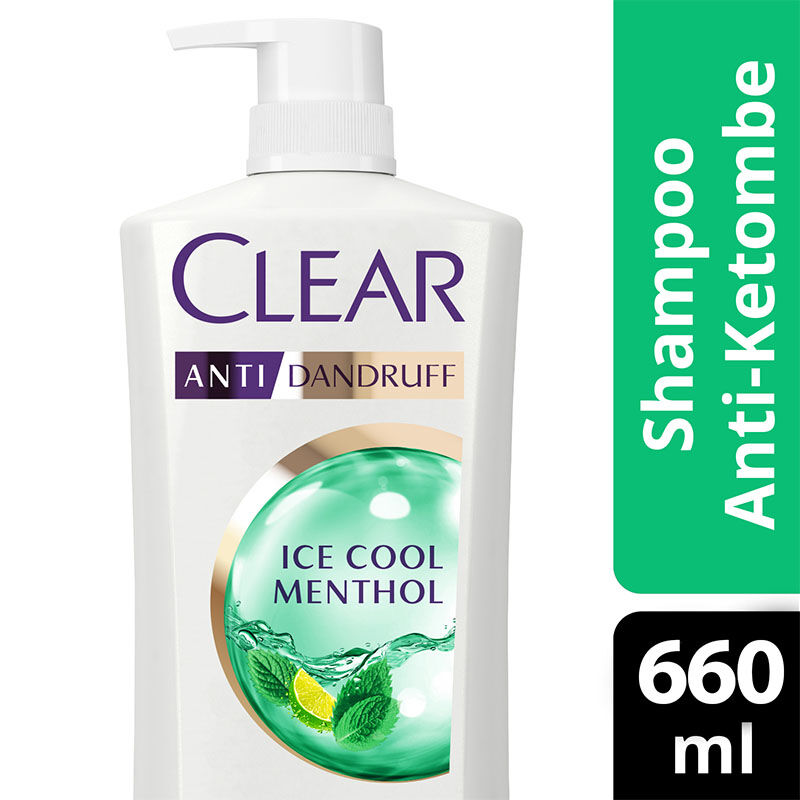 CLEAR
ANTI DANDRUFF
ICE COOL
MENTHOL
Shampoo
Anti-Ketombe
660
ml